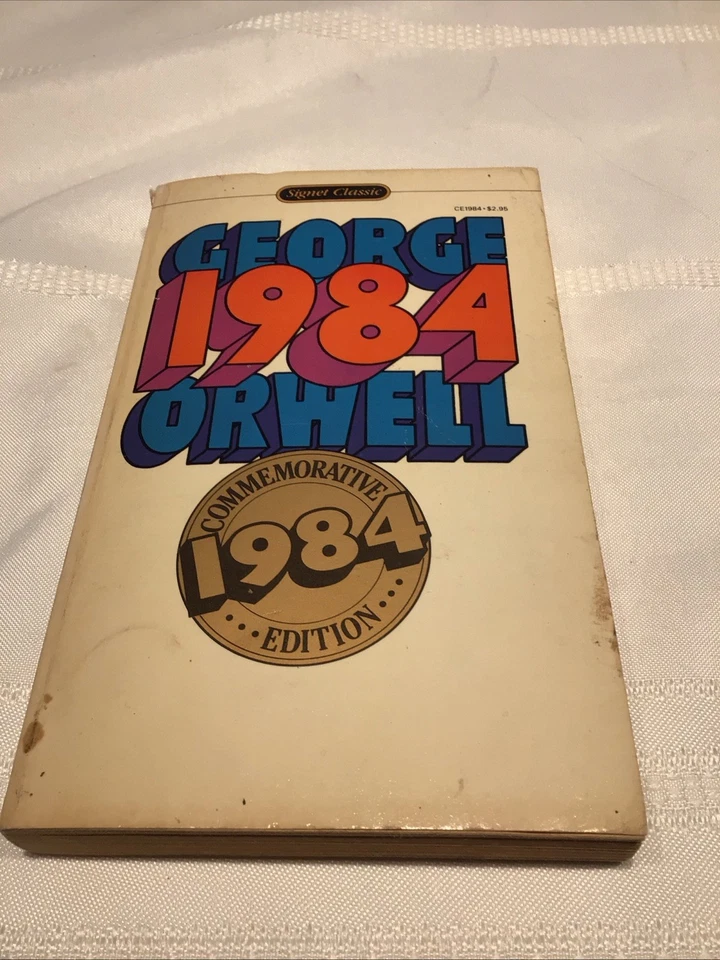 Signet Classic
CE1984 • $2.95
GEORGE
1984
ORWELL
COMMEMORATIVE
1984
• • • EDITION • • •